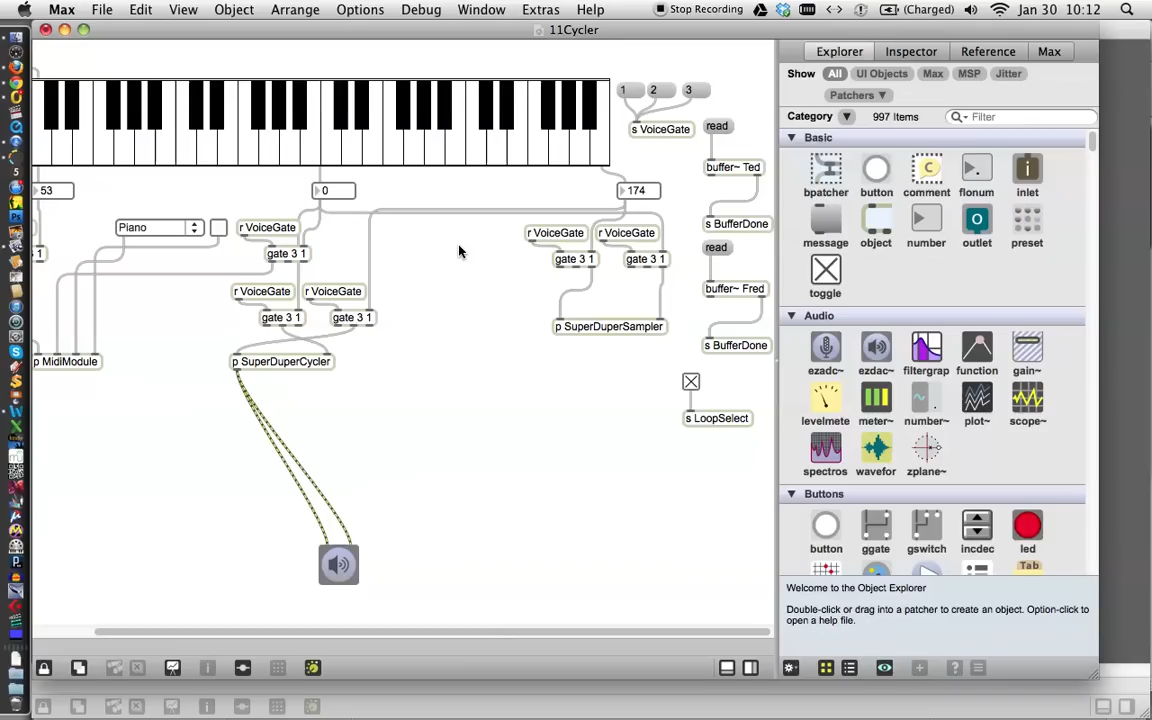 Max File Edit View Object Arrange Options Debug Window Extras Help Stop Recording (Charged) Jan 30 10:12
11Cycler
Explorer Inspector Reference Max
Show All UI Objects Max MSP Jitter
Patchers ▼
Category ▼ 997 Items Filter
1 2 3
s VoiceGate
read
buffer~ Ted
s BufferDone
read
buffer~ Fred
s BufferDone
53 0 174
Piano
r VoiceGate
r VoiceGate r VoiceGate
1
gate 3 1
gate 3 1 gate 3 1
r VoiceGate r VoiceGate
gate 3 1 gate 3 1
p SuperDuperSampler
p MidiModule
p SuperDuperCycler
s LoopSelect
Basic
bpatcher button comment flonum inlet
message object number outlet preset
toggle
Audio
ezadc~ ezdac~ filtergrap function gain~
levelmete meter~ number~ plot~ scope~
spectros wavefor zplane~
Buttons
button ggate gswitch incdec led
Tab
Welcome to the Object Explorer
Double-click or drag into a patcher to create an object. Option-click to
open a help file.